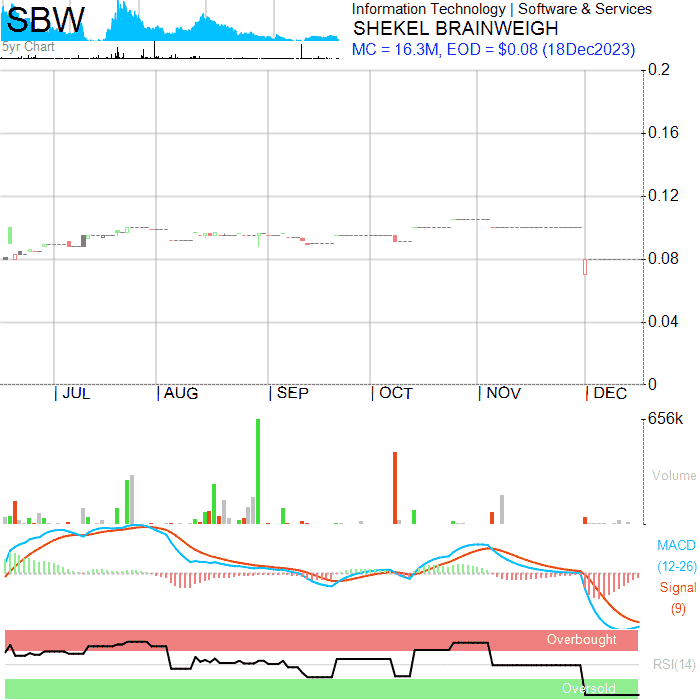 SBW
5yr Chart
Information Technology | Software & Services
SHEKEL BRAINWEIGH
MC = 16.3M, EOD = $0.08 (18Dec2023)
0.2
0.16
0.12
0.08
0.04
0
JUL AUG SEP OCT NOV DEC
656k
Volume
MACD
(12-26)
Signal
(9)
Overbought
RSI(14)
Oversold